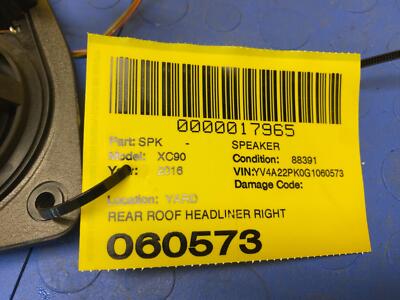 0000017965
Part: SPK - SPEAKER
Model: XC90 Condition: 88391
Year: 2016 VIN:YV4A22PK0G1060573
Damage Code:
Location: YARD
REAR ROOF HEADLINER RIGHT
060573